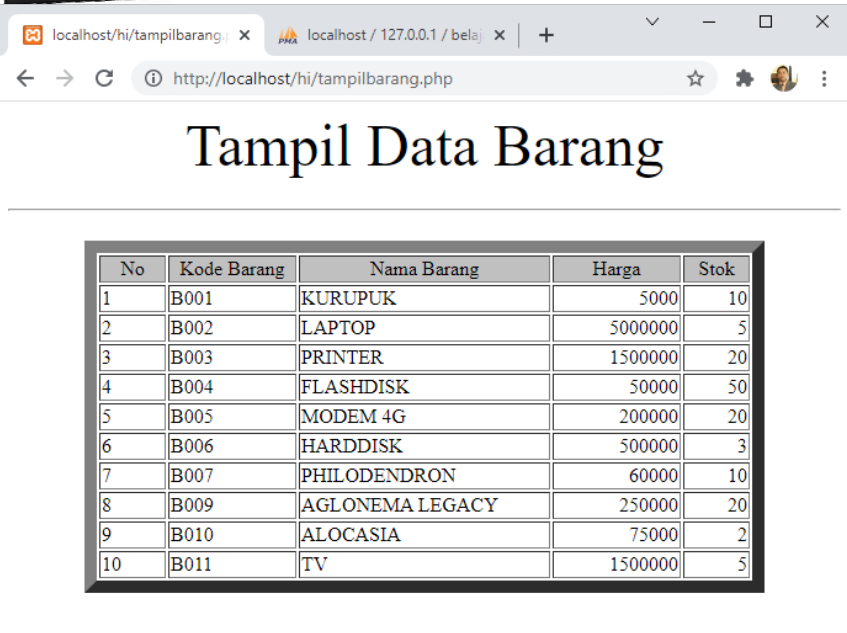 localhost/hi/tampilbarang. localhost / 127.0.0.1 / belaj
http://localhost/hi/tampilbarang.php
Tampil Data Barang
No Kode Barang Nama Barang Harga Stok
1 B001 KURUPUK 5000 10
2 B002 LAPTOP 5000000 5
3 B003 PRINTER 1500000 20
4 B004 FLASHDISK 50000 50
5 B005 MODEM 4G 200000 20
6 B006 HARDDISK 500000 3
7 B007 PHILODENDRON 60000 10
8 B009 AGLONEMA LEGACY 250000 20
9 B010 ALOCASIA 75000 2
10 B011 TV 1500000 5